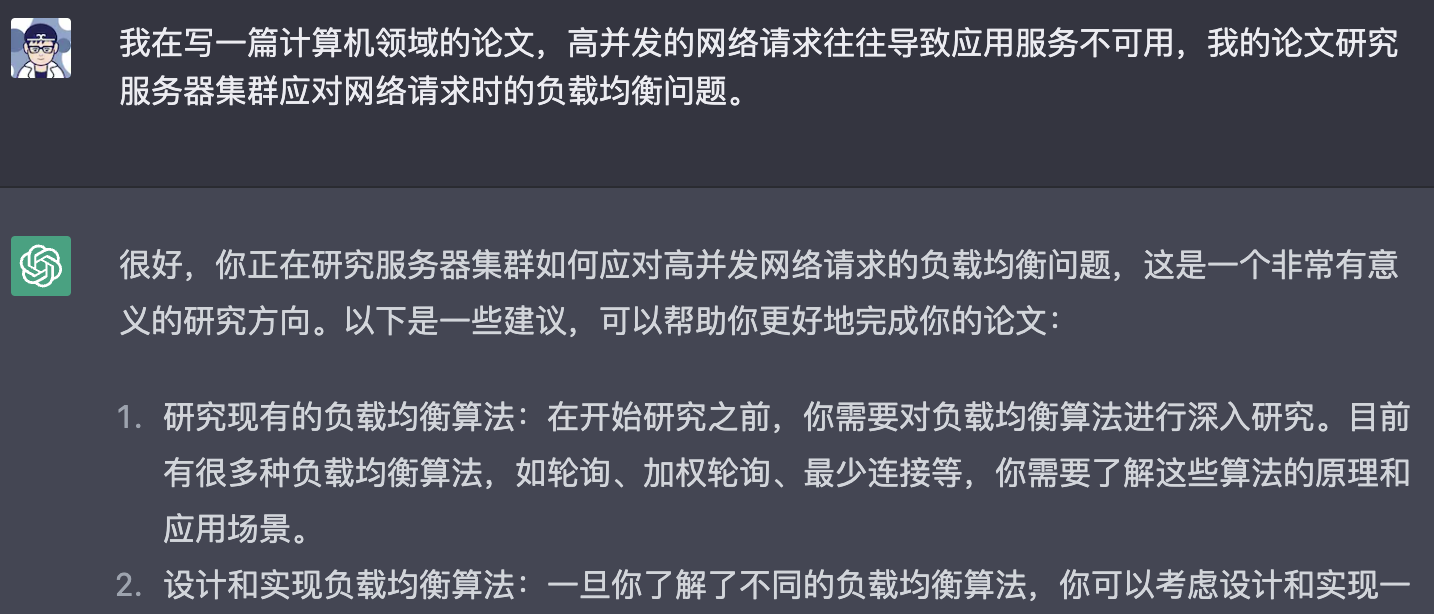 我在写一篇计算机领域的论文，高并发的网络请求往往导致应用服务不可用，我的论文研究
服务器集群应对网络请求时的负载均衡问题。
很好，你正在研究服务器集群如何应对高并发网络请求的负载均衡问题，这是一个非常有意
义的研究方向。以下是一些建议，可以帮助你更好地完成你的论文：
1. 研究现有的负载均衡算法：在开始研究之前，你需要对负载均衡算法进行深入研究。目前
有很多种负载均衡算法，如轮询、加权轮询、最少连接等，你需要了解这些算法的原理和
应用场景。
2. 设计和实现负载均衡算法：一旦你了解了不同的负载均衡算法，你可以考虑设计和实现一